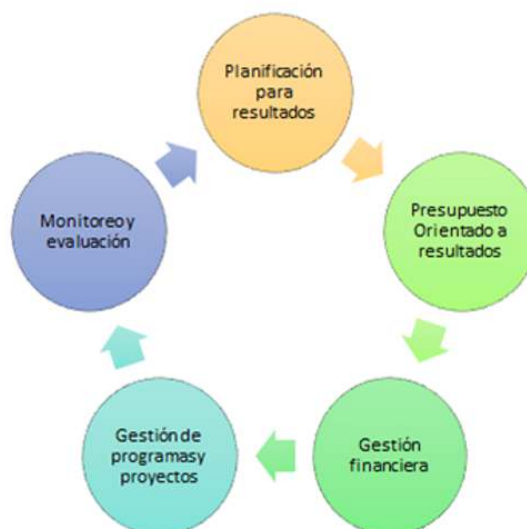 Planificación
para
resultados
Presupuesto
Orientado a
resultados
Gestión
financiera
Gestión de
programasy
proyectos
Monitoreo y
evaluación